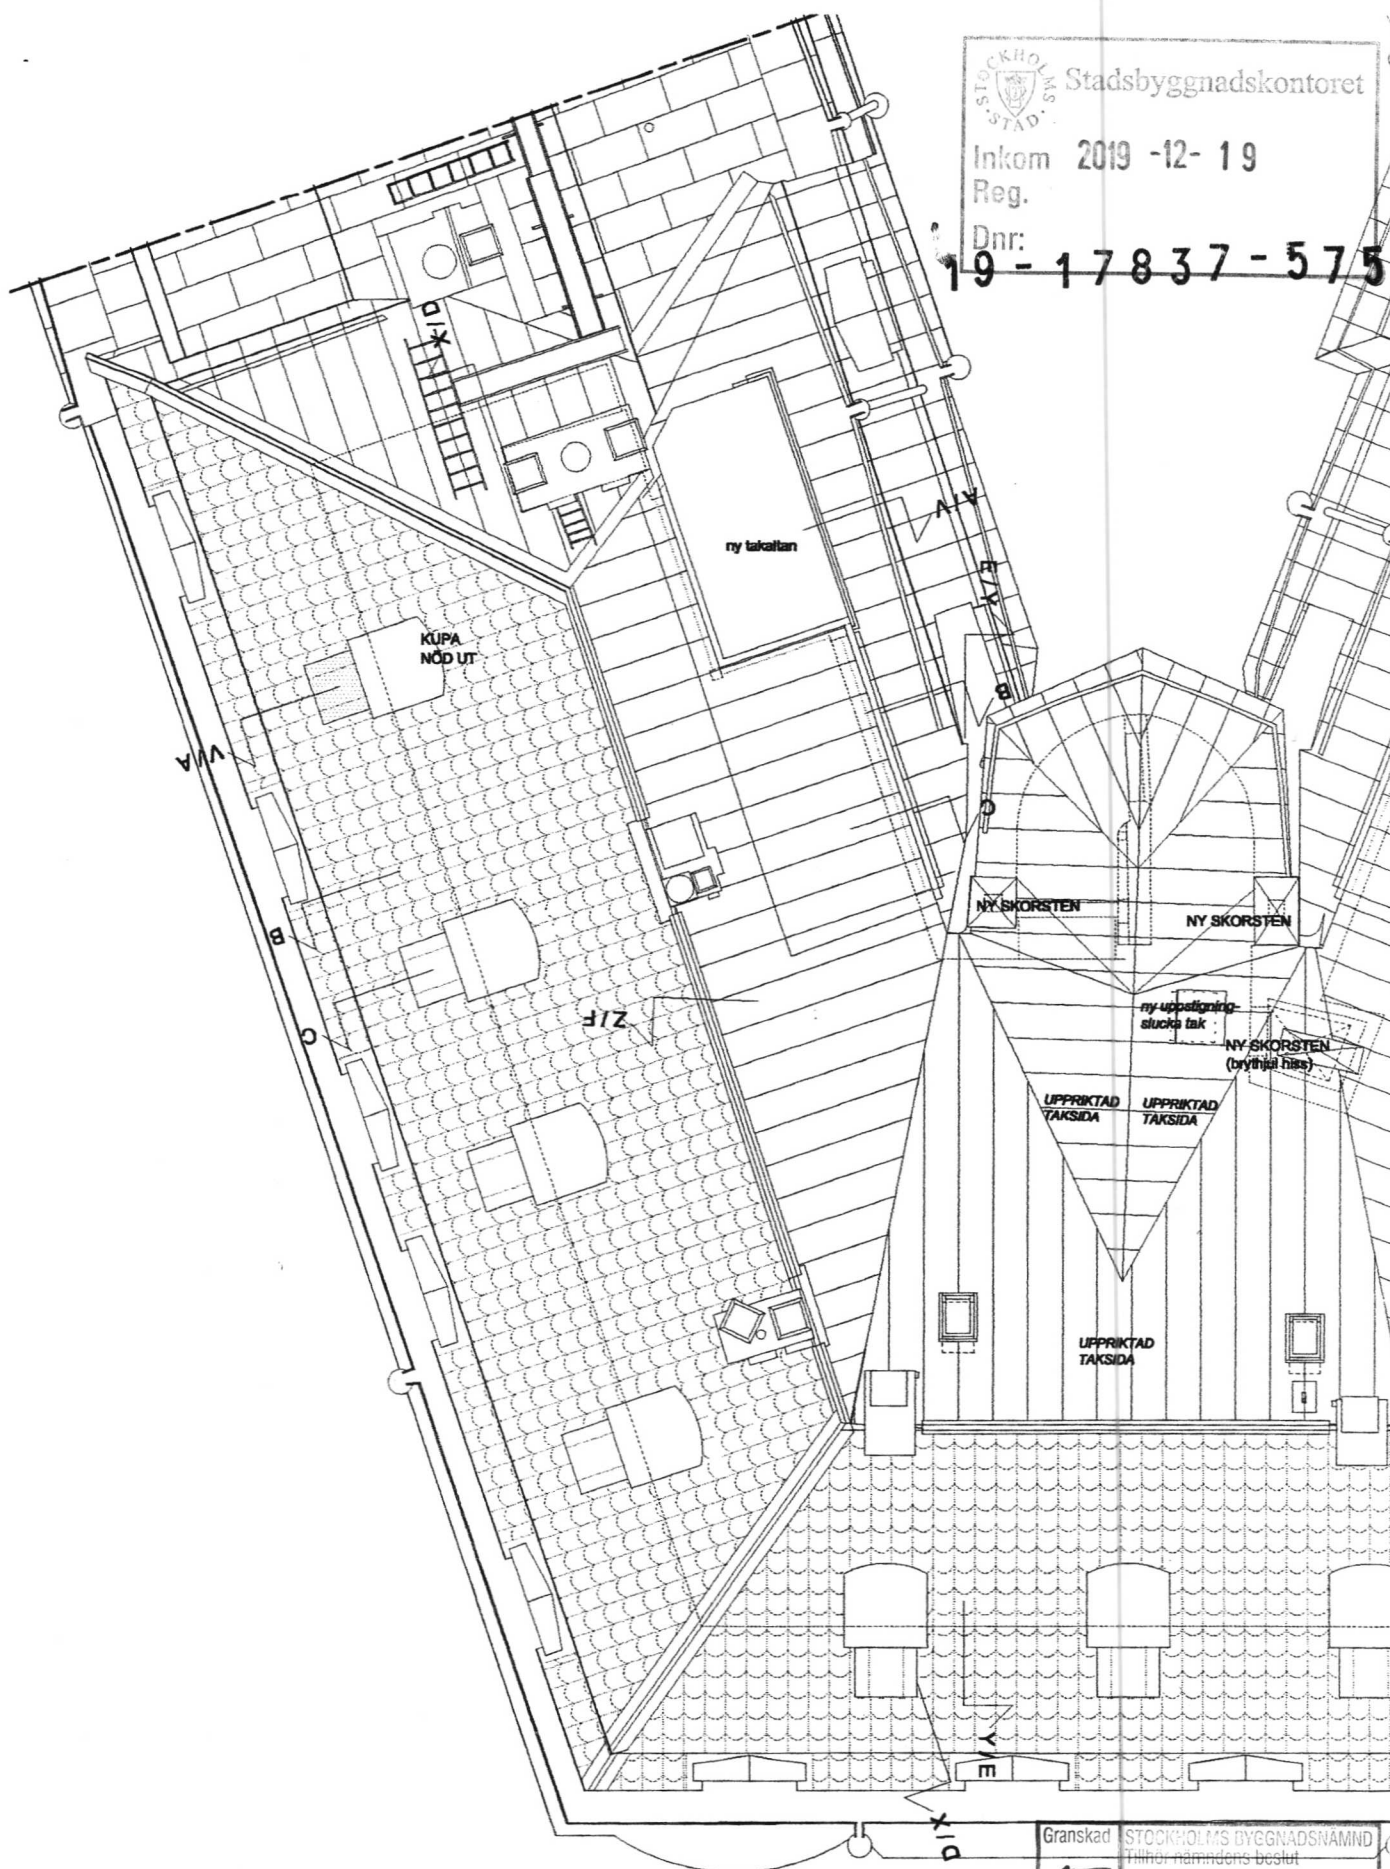 STOCKHOLMS STAD
Stadsbyggnadskontoret
Inkom 2019 -12- 19
Reg.
Dnr:
19 - 17837 - 575
X/D
ny takaltan
A/V
E/Y
KUPA
NÖD UT
B
V/A
C
NY SKORSTEN
NY SKORSTEN
B
ny uppstigning-
slucka tak
Z/F
C
NY SKORSTEN
(brythjul hiss)
UPPRIKTAD
TAKSIDA
UPPRIKTAD
TAKSIDA
UPPRIKTAD
TAKSIDA
Y/E
X/D
Granskad
STOCKHOLMS BYGGNADSNÄMND
Tillhör nämndens beslut